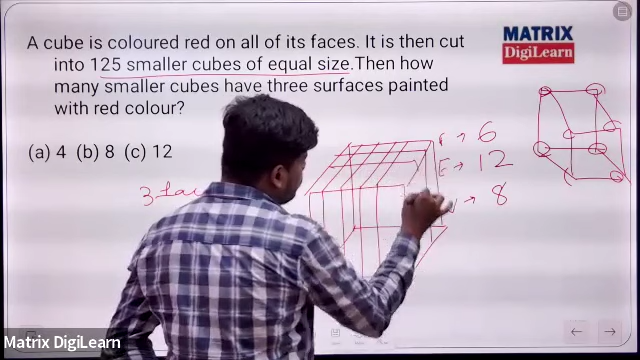 A cube is coloured red on all of its faces. It is then cut
into 125 smaller cubes of equal size.Then how
many smaller cubes have three surfaces painted
with red colour?
(a) 4 (b) 8 (c) 12
MATRIX
DigiLearn
F → 6
E → 12
V → 8
3
Matrix DigiLearn